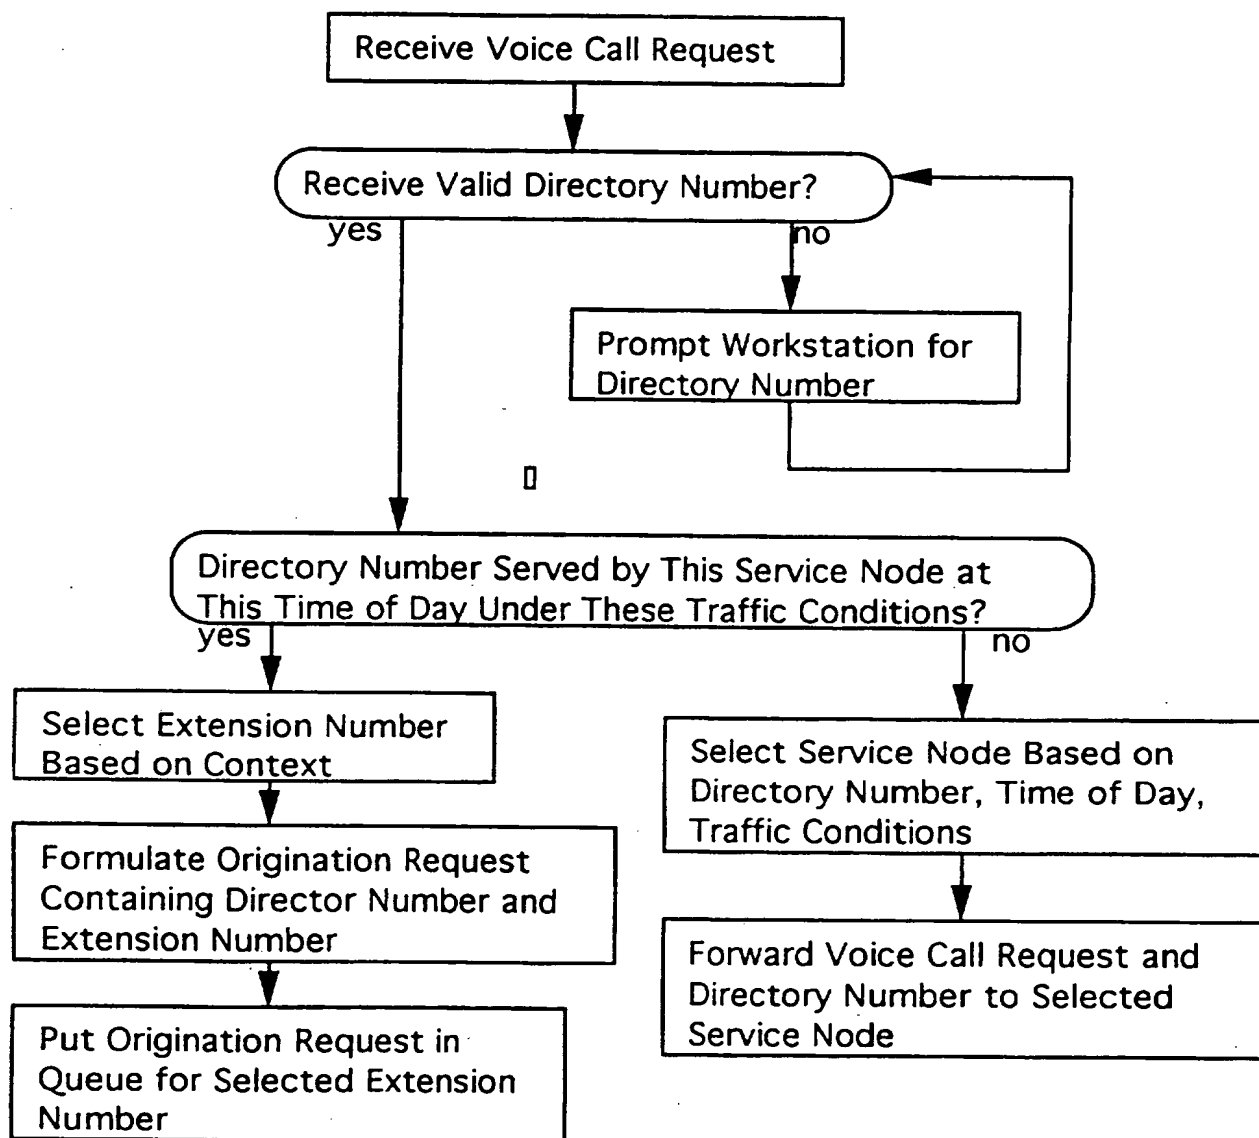 Receive Voice Call Request
Receive Valid Directory Number?
yes
no
Prompt Workstation for
Directory Number
Directory Number Served by This Service Node at
This Time of Day Under These Traffic Conditions?
yes
no
Select Extension Number
Based on Context
Formulate Origination Request
Containing Director Number and
Extension Number
Put Origination Request in
Queue for Selected Extension
Number
Select Service Node Based on
Directory Number, Time of Day,
Traffic Conditions
Forward Voice Call Request and
Directory Number to Selected
Service Node